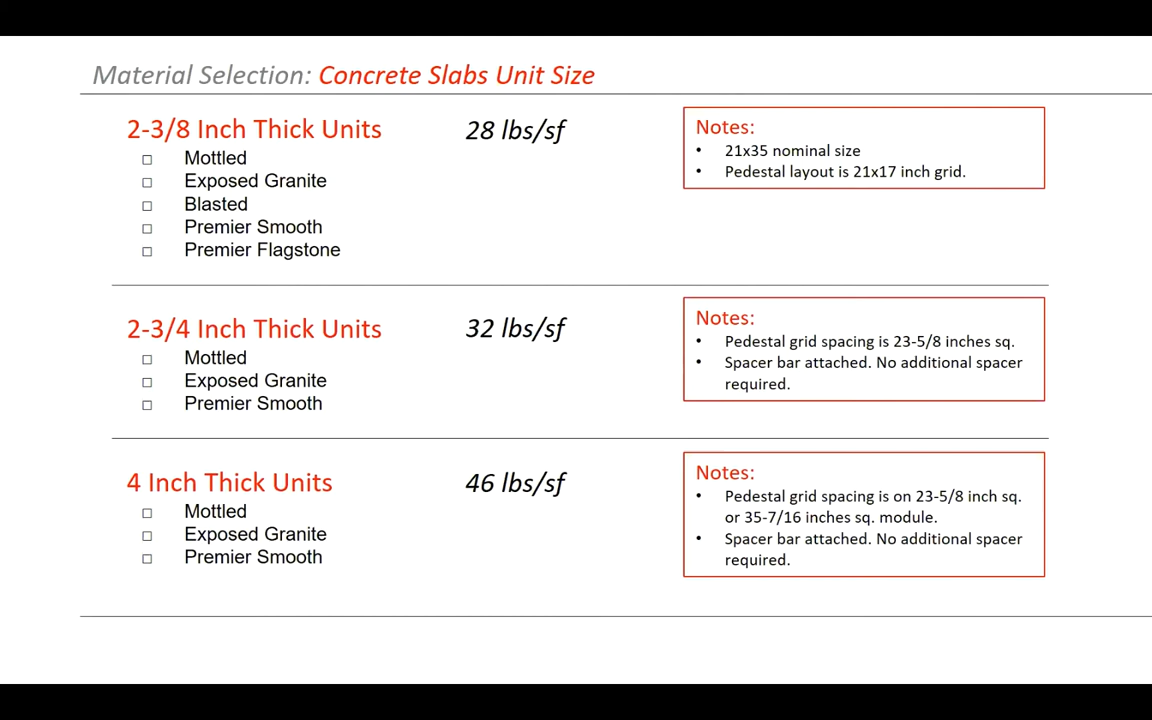 Material Selection: Concrete Slabs Unit Size
2-3/8 Inch Thick Units
28 lbs/sf
Mottled
Exposed Granite
Blasted
Premier Smooth
Premier Flagstone
Notes:
• 21x35 nominal size
• Pedestal layout is 21x17 inch grid.
2-3/4 Inch Thick Units
32 lbs/sf
Mottled
Exposed Granite
Premier Smooth
Notes:
• Pedestal grid spacing is 23-5/8 inches sq.
• Spacer bar attached. No additional spacer
required.
4 Inch Thick Units
46 lbs/sf
Mottled
Exposed Granite
Premier Smooth
Notes:
• Pedestal grid spacing is on 23-5/8 inch sq.
or 35-7/16 inches sq. module.
• Spacer bar attached. No additional spacer
required.